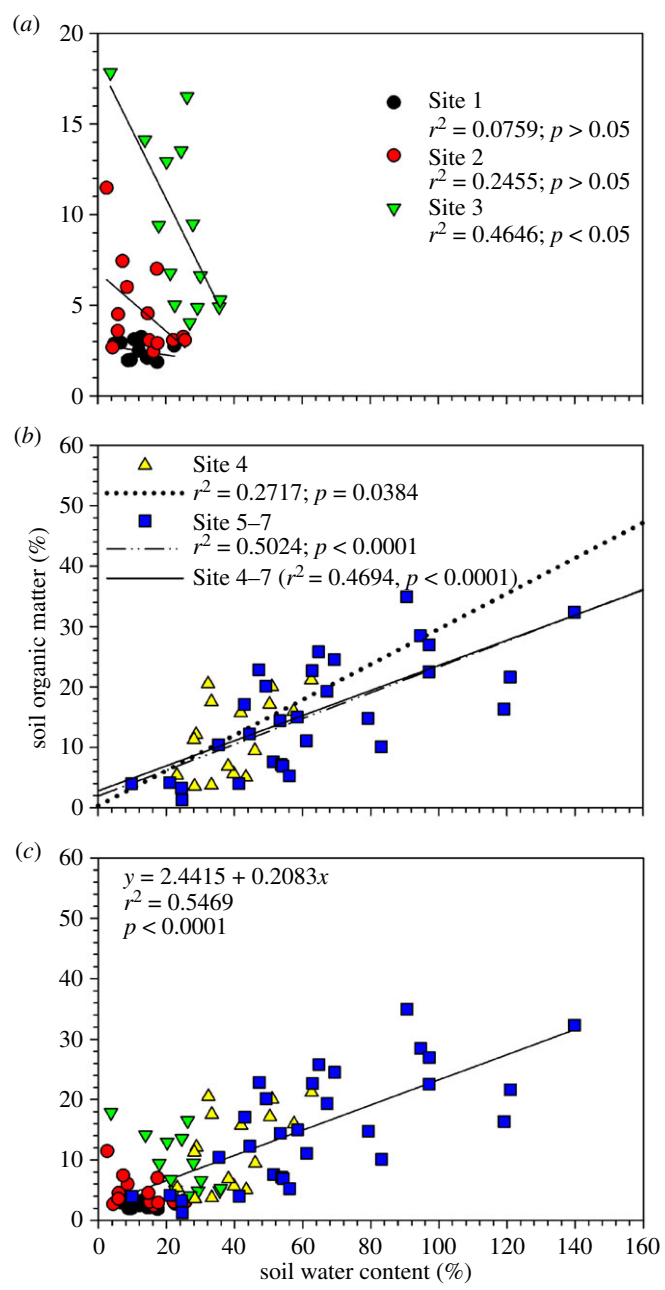 (a)
20
15
10
5
0
Site 1
r² = 0.0759; p > 0.05
Site 2
r² = 0.2455; p > 0.05
Site 3
r² = 0.4646; p < 0.05
(b)
60
50
40
30
20
10
0
soil organic matter (%)
Site 4
r² = 0.2717; p = 0.0384
Site 5–7
r² = 0.5024; p < 0.0001
Site 4–7 (r² = 0.4694, p < 0.0001)
(c)
60
50
40
30
20
10
0
y = 2.4415 + 0.2083x
r² = 0.5469
p < 0.0001
0 20 40 60 80 100 120 140 160
soil water content (%)